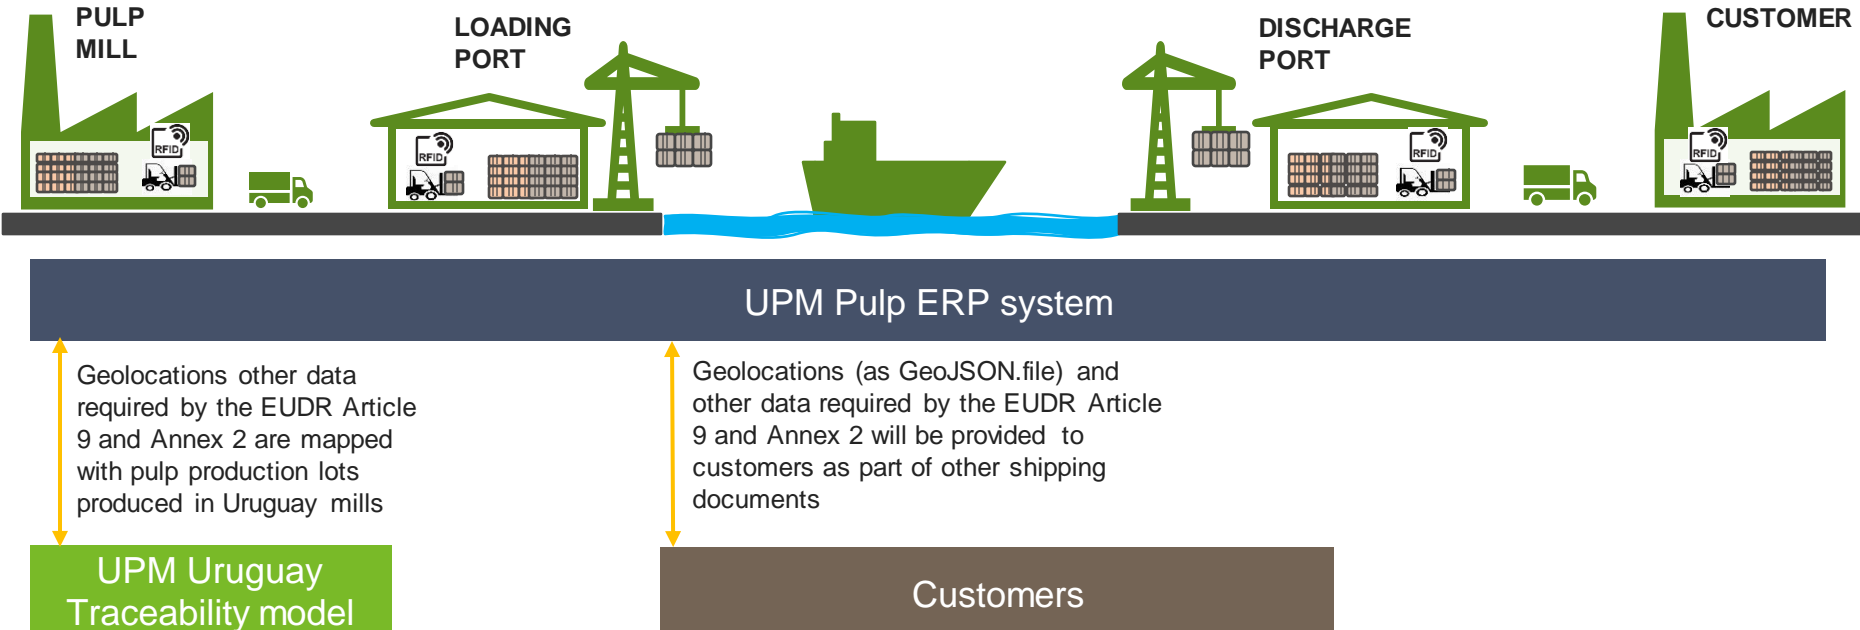 PULP
MILL
LOADING
PORT
DISCHARGE
PORT
CUSTOMER
RFID
RFID
RFID
RFID
UPM Pulp ERP system
Geolocations other data
required by the EUDR Article
9 and Annex 2 are mapped
with pulp production lots
produced in Uruguay mills
Geolocations (as GeoJSON.file) and
other data required by the EUDR Article
9 and Annex 2 will be provided to
customers as part of other shipping
documents
UPM Uruguay
Traceability model
Customers